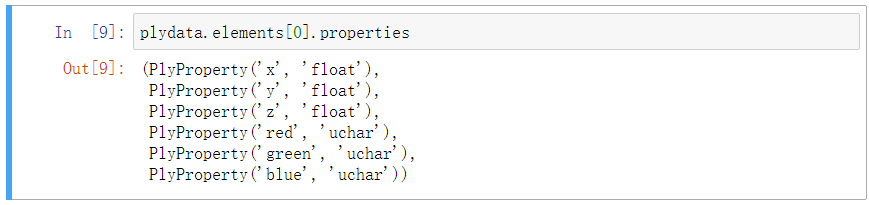 In [9]: plydata.elements[0].properties
Out[9]: (PlyProperty('x', 'float'),
PlyProperty('y', 'float'),
PlyProperty('z', 'float'),
PlyProperty('red', 'uchar'),
PlyProperty('green', 'uchar'),
PlyProperty('blue', 'uchar'))